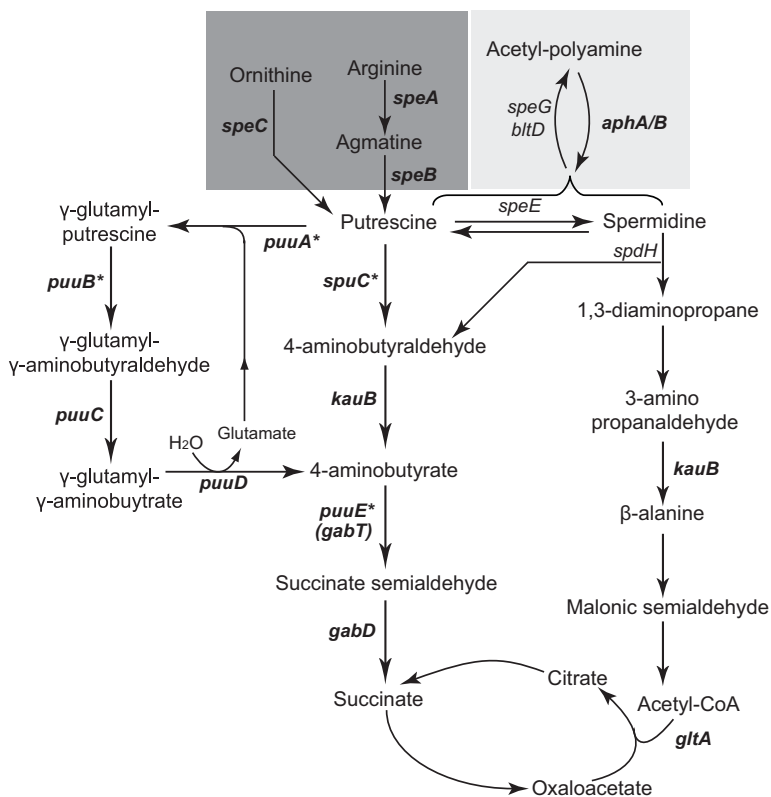 Acetyl-polyamine
Ornithine
Arginine
speA
speG
bltD
aphA/B
speC
Agmatine
speB
γ-glutamyl-
putrescine
puuA*
Putrescine
speE
Spermidine
puuB*
spuC*
spdH
1,3-diaminopropane
γ-glutamyl-
γ-aminobutyraldehyde
4-aminobutyraldehyde
puuC
kauB
3-amino
propanaldehyde
H2O
Glutamate
puuD
γ-glutamyl-
γ-aminobuytrate
4-aminobutyrate
kauB
puuE*
(gabT)
β-alanine
Succinate semialdehyde
Malonic semialdehyde
gabD
Citrate
Succinate
Acetyl-CoA
gltA
Oxaloacetate